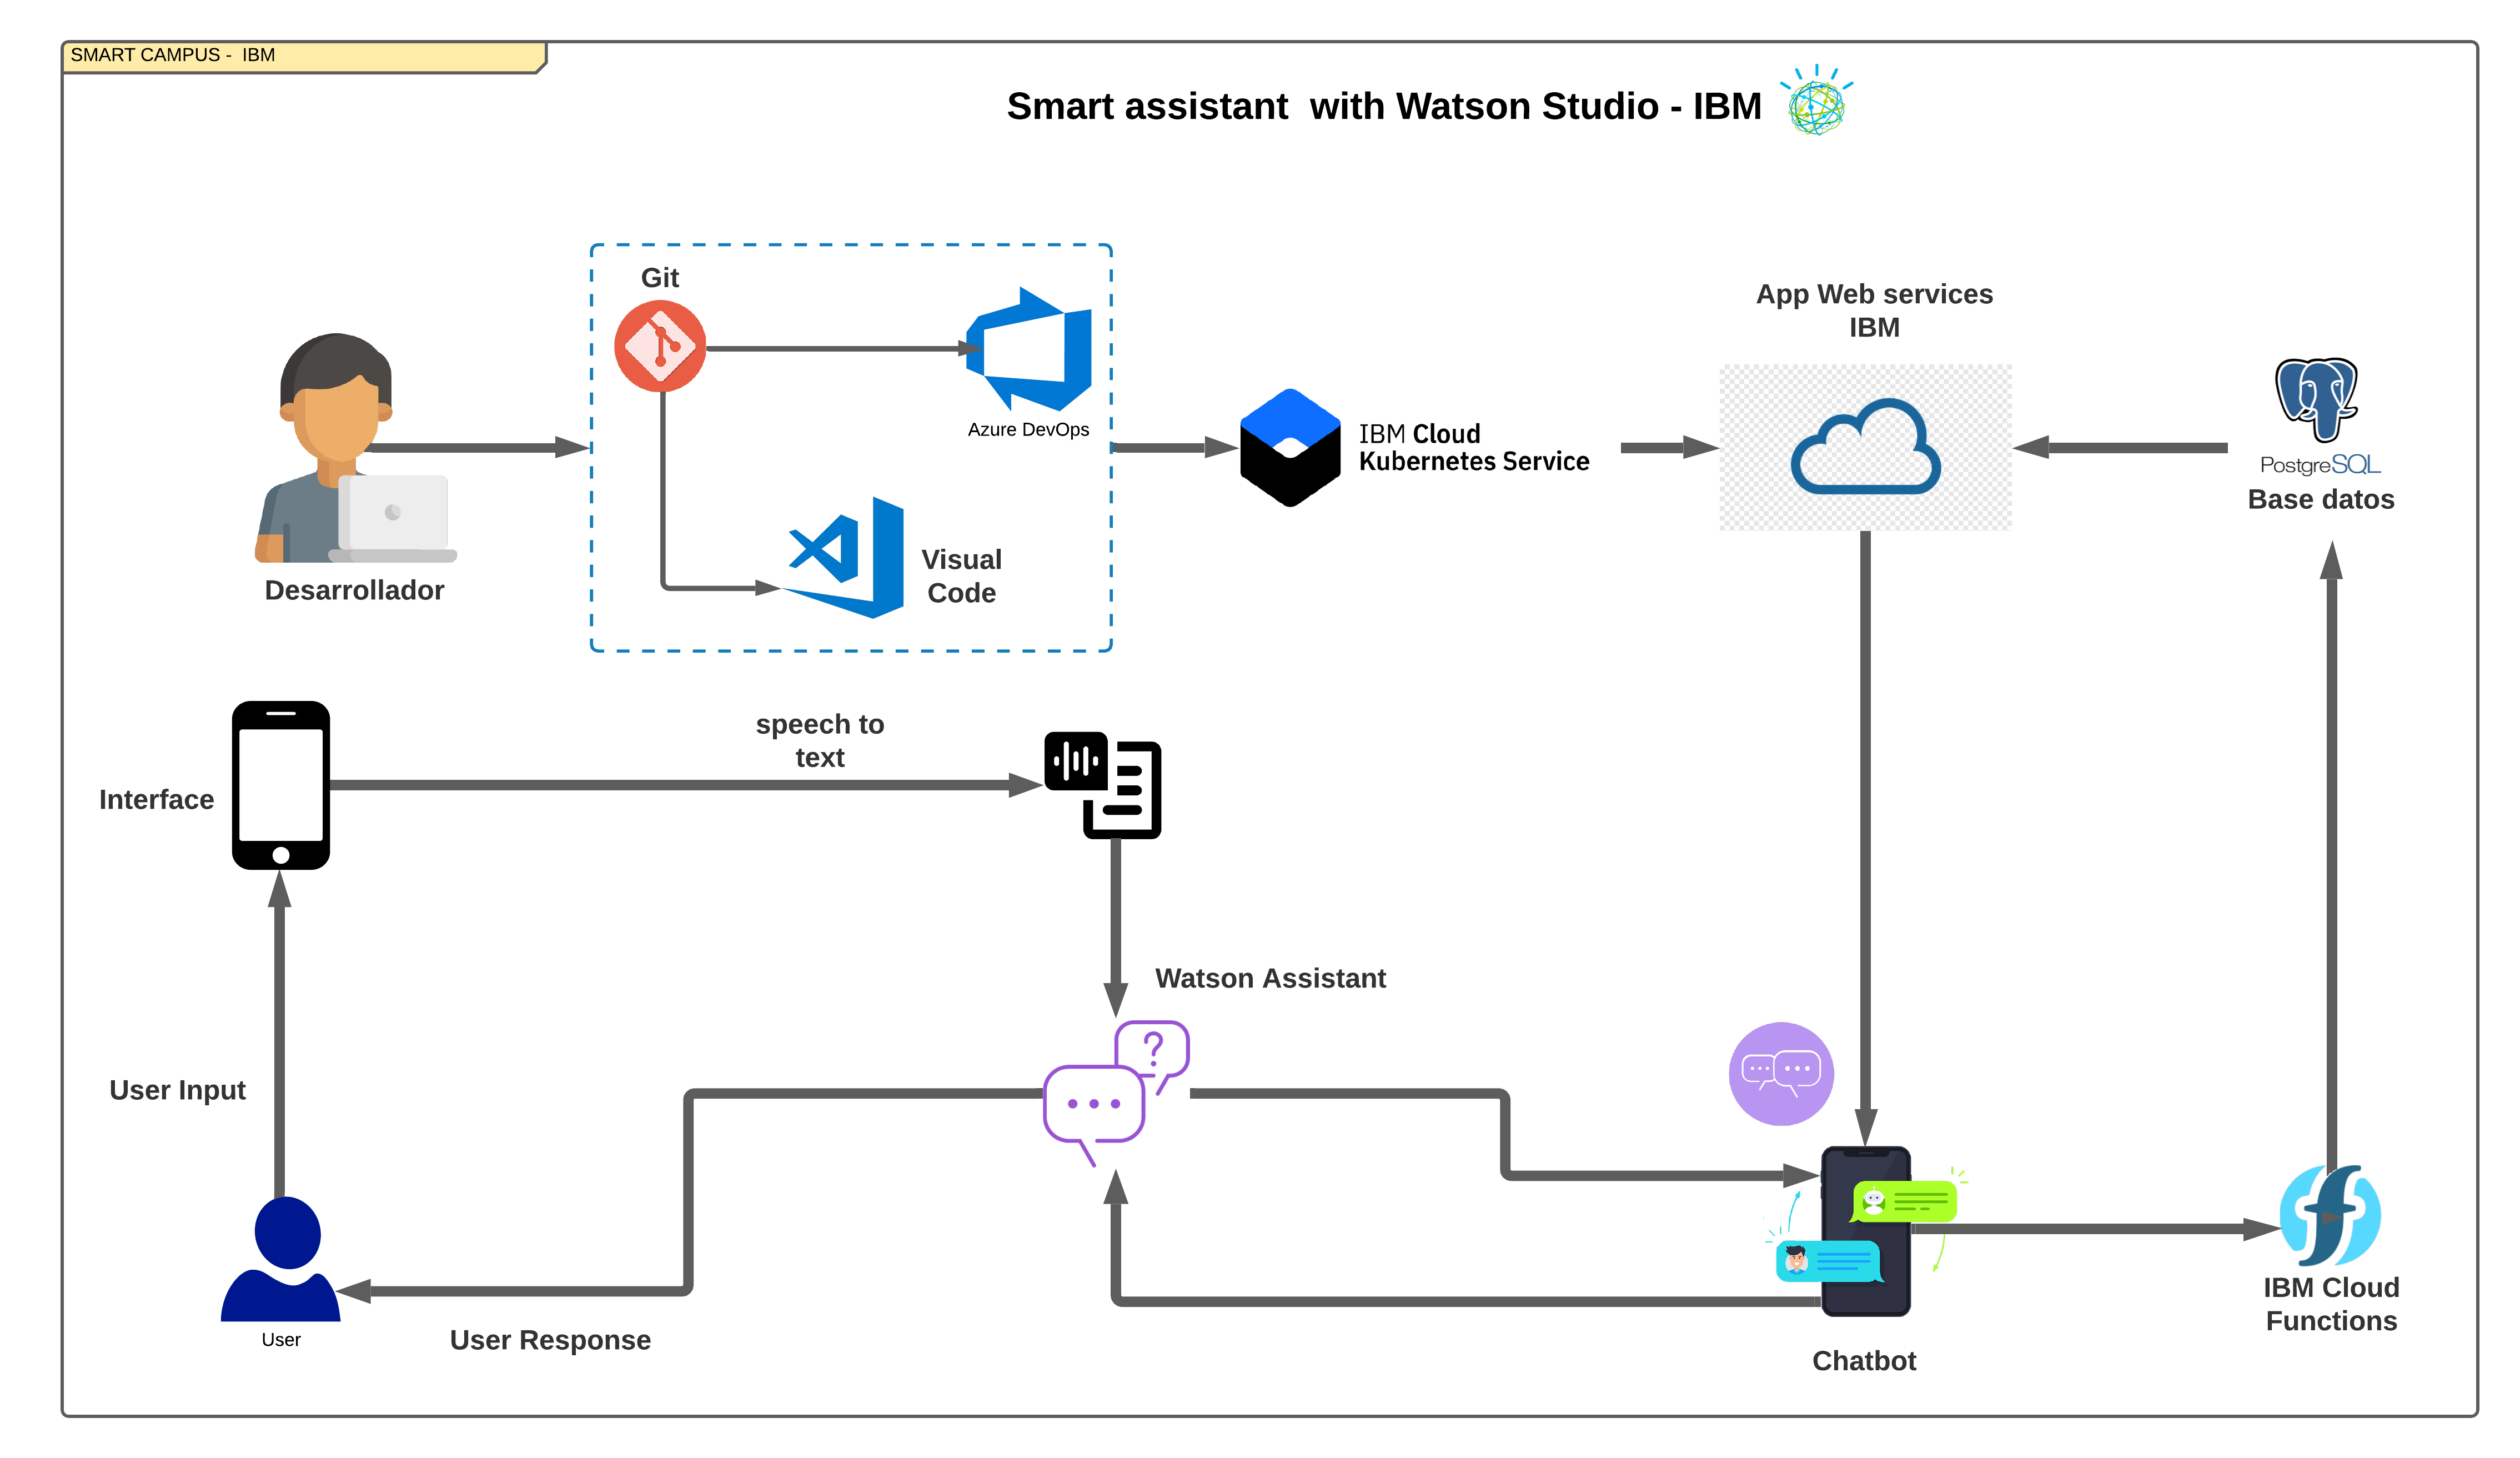 SMART CAMPUS -  IBM
Smart assistant  with Watson Studio - IBM
Git
Azure DevOps
Visual
Code
Desarrollador
IBM Cloud
Kubernetes Service
App Web services
IBM
PostgreSQL
Base datos
Interface
speech to
text
Watson Assistant
?
User Input
User
User Response
Chatbot
IBM Cloud
Functions